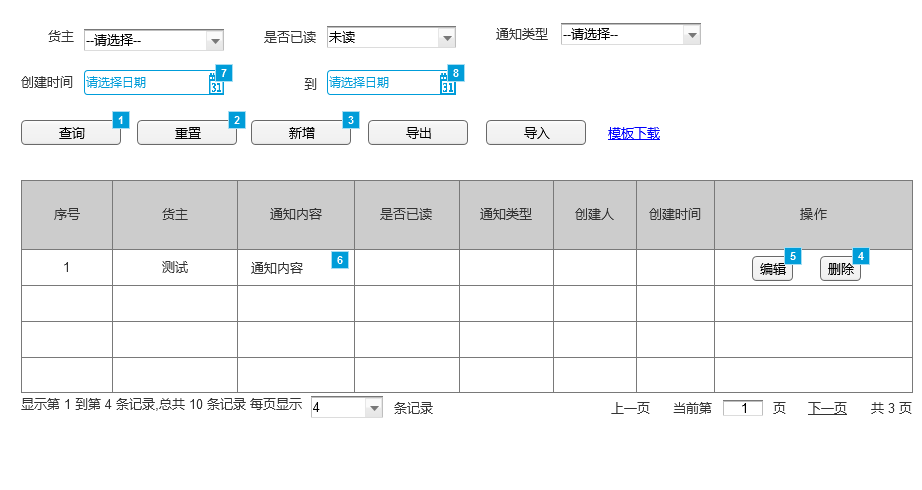 货主 --请选择-- 是否已读 未读 通知类型 --请选择--
创建时间 请选择日期 31 7 到 请选择日期 31 8
查询 1 重置 2 新增 3 导出 导入 模板下载
序号 货主 通知内容 是否已读 通知类型 创建人 创建时间 操作
1 测试 通知内容 6 编辑 5 删除 4
显示第 1 到第 4 条记录,总共 10 条记录 每页显示 4 条记录 上一页 当前第 1 页 下一页 共 3 页